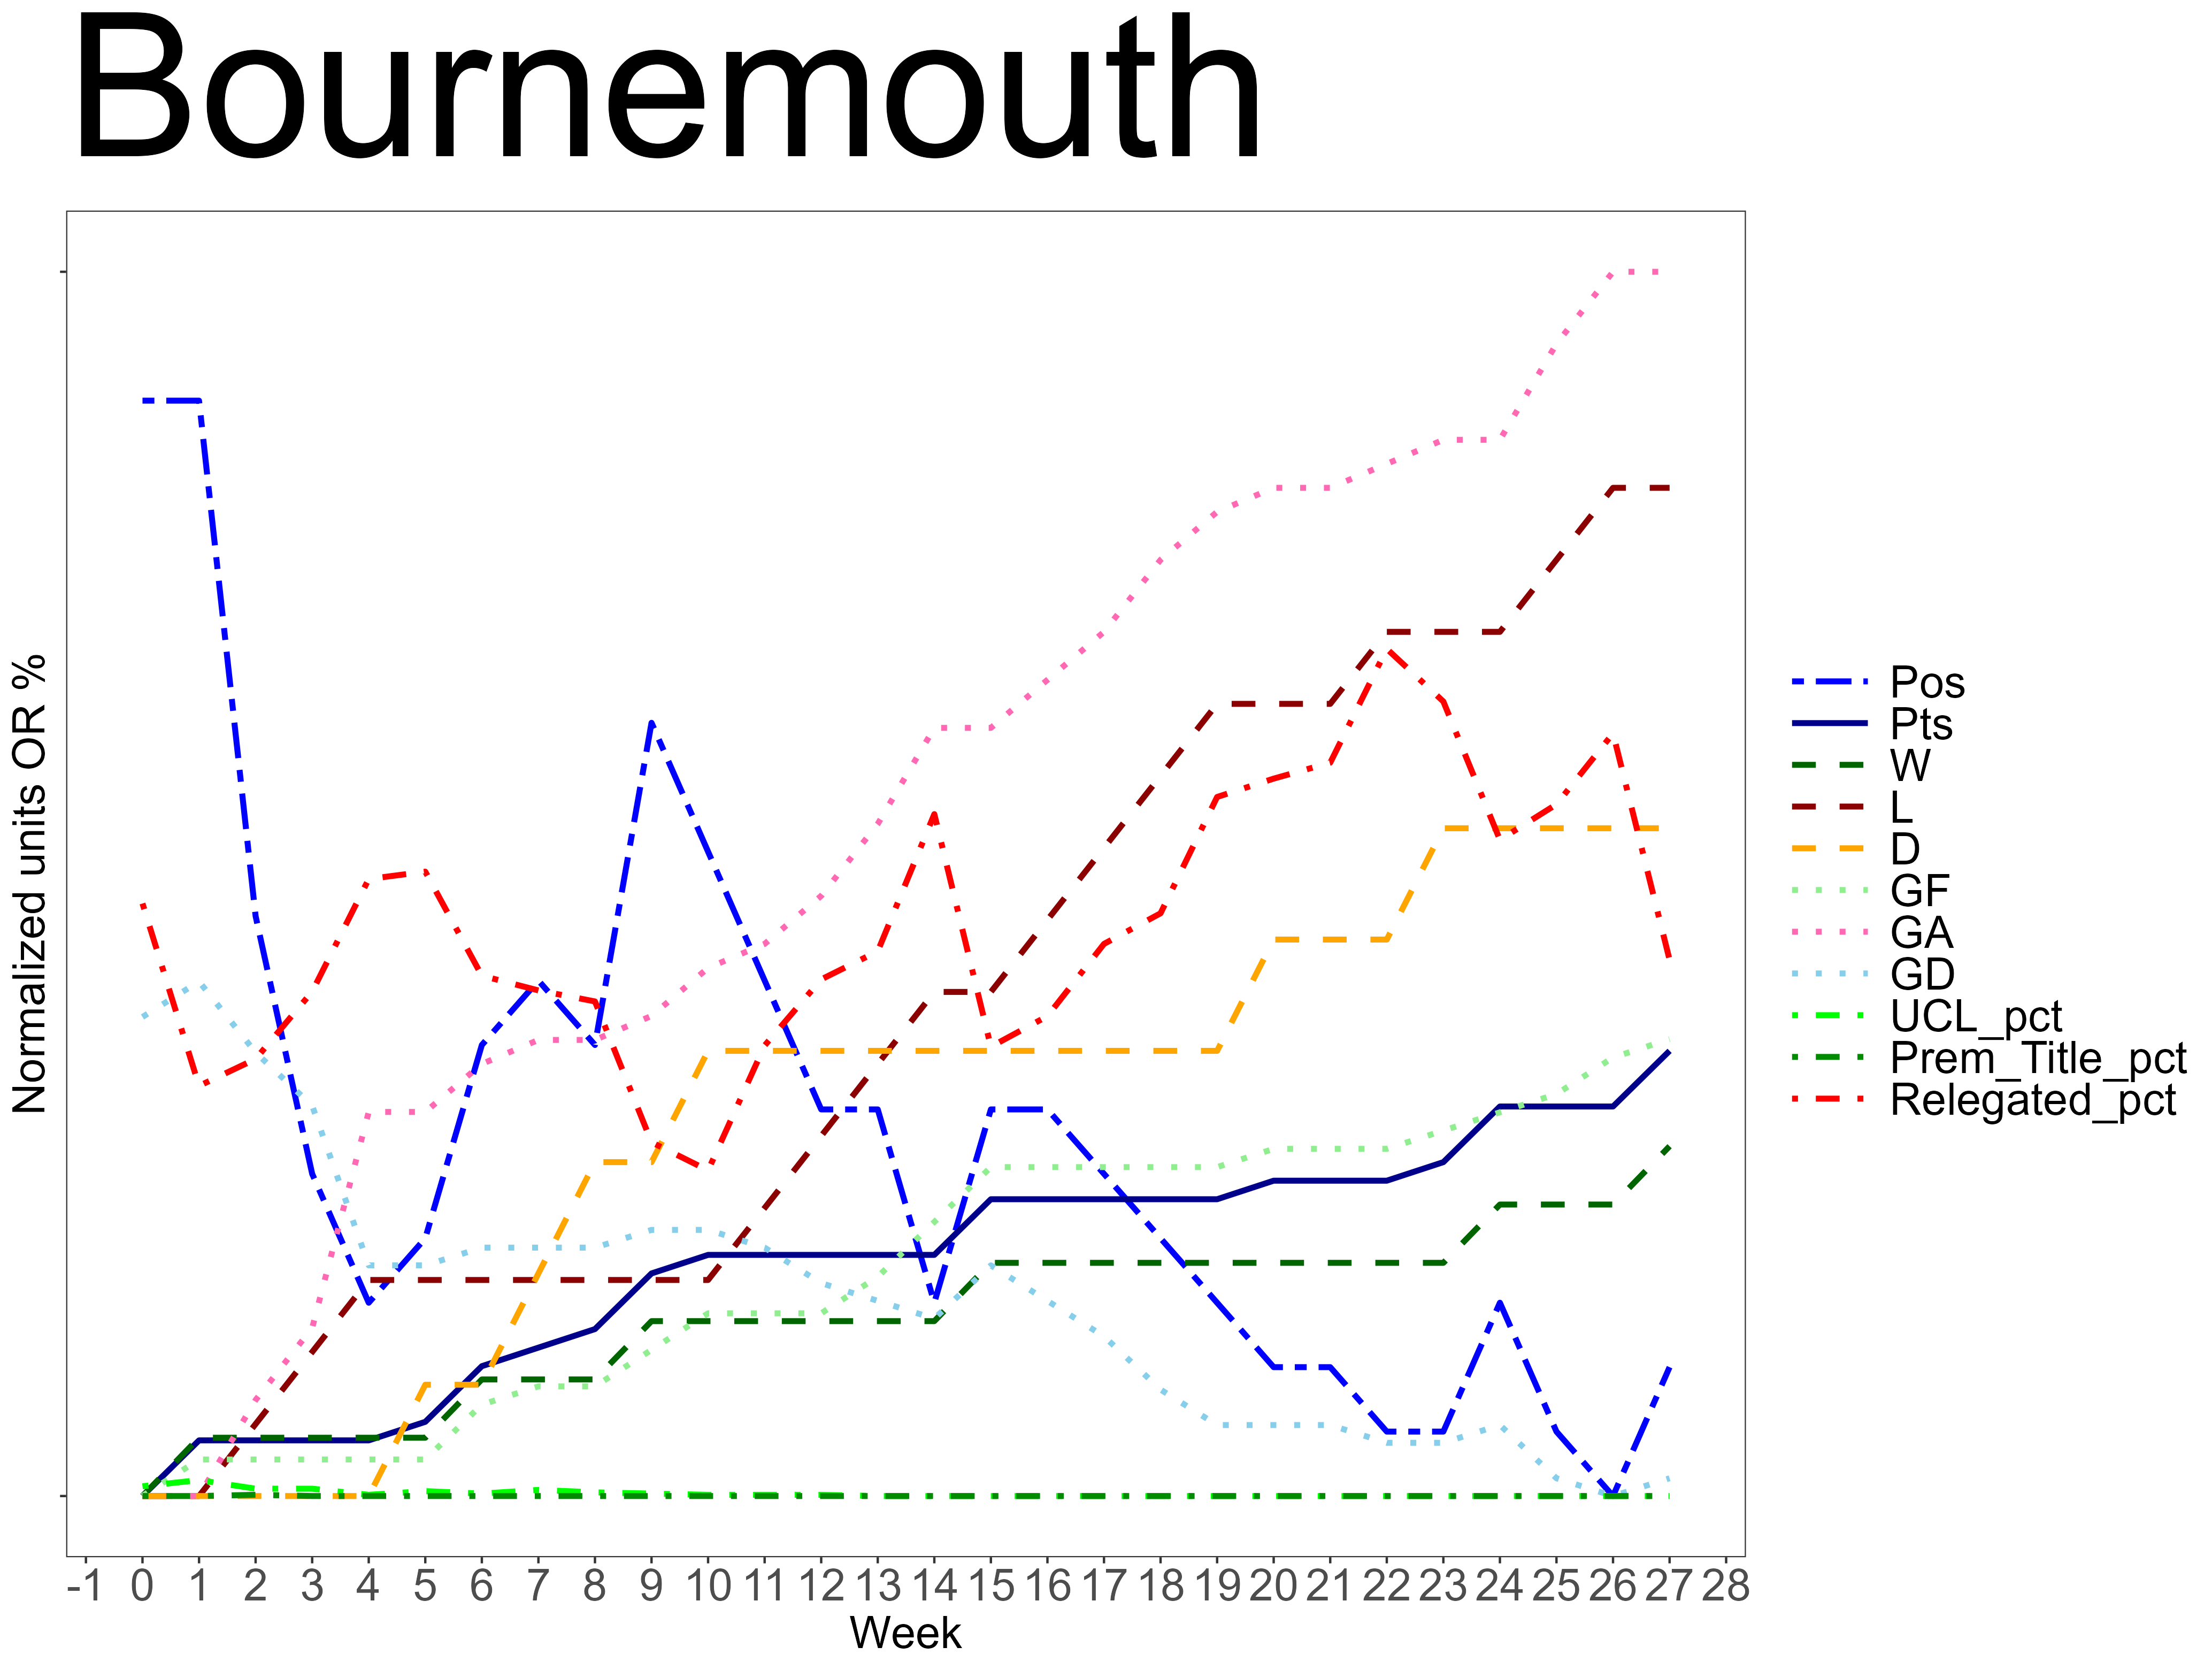 Bournemouth
Normalized units OR %
Pos
Pts
W
L
D
GF
GA
GD
UCL_pct
Prem_Title_pct
Relegated_pct
-1 0 1 2 3 4 5 6 7 8 9 10 11 12 13 14 15 16 17 18 19 20 21 22 23 24 25 26 27 28
Week